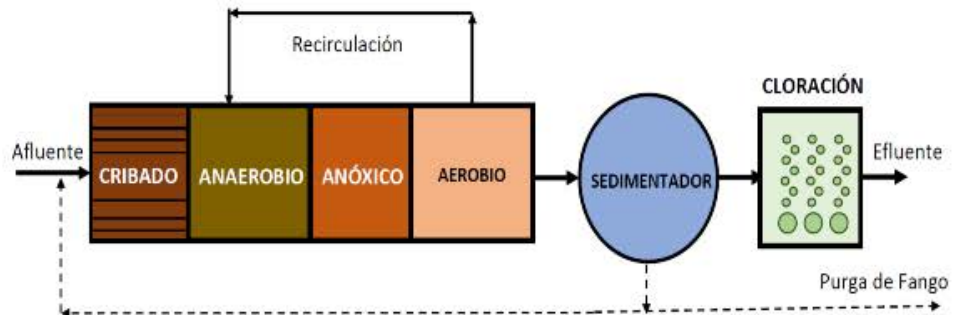 Recirculación
CLORACIÓN
Afluente
Efluente
CRIBADO
ANAEROBIO
ANÓXICO
AEROBIO
SEDIMENTADOR
Purga de Fango